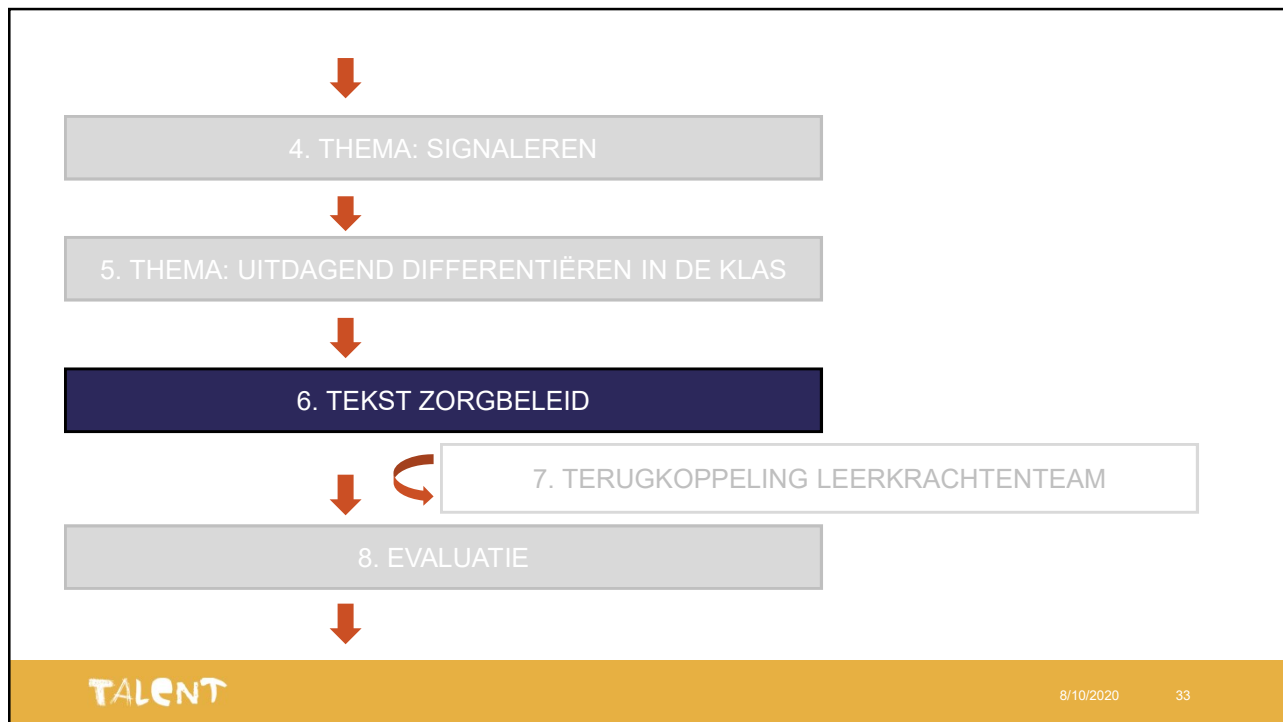 4. THEMA: SIGNALEREN
5. THEMA: UITDAGEND DIFFERENTIËREN IN DE KLAS
6. TEKST ZORGBELEID
7. TERUGKOPPELING LEERKRACHTENTEAM
8. EVALUATIE
TALENT
8/10/2020
33